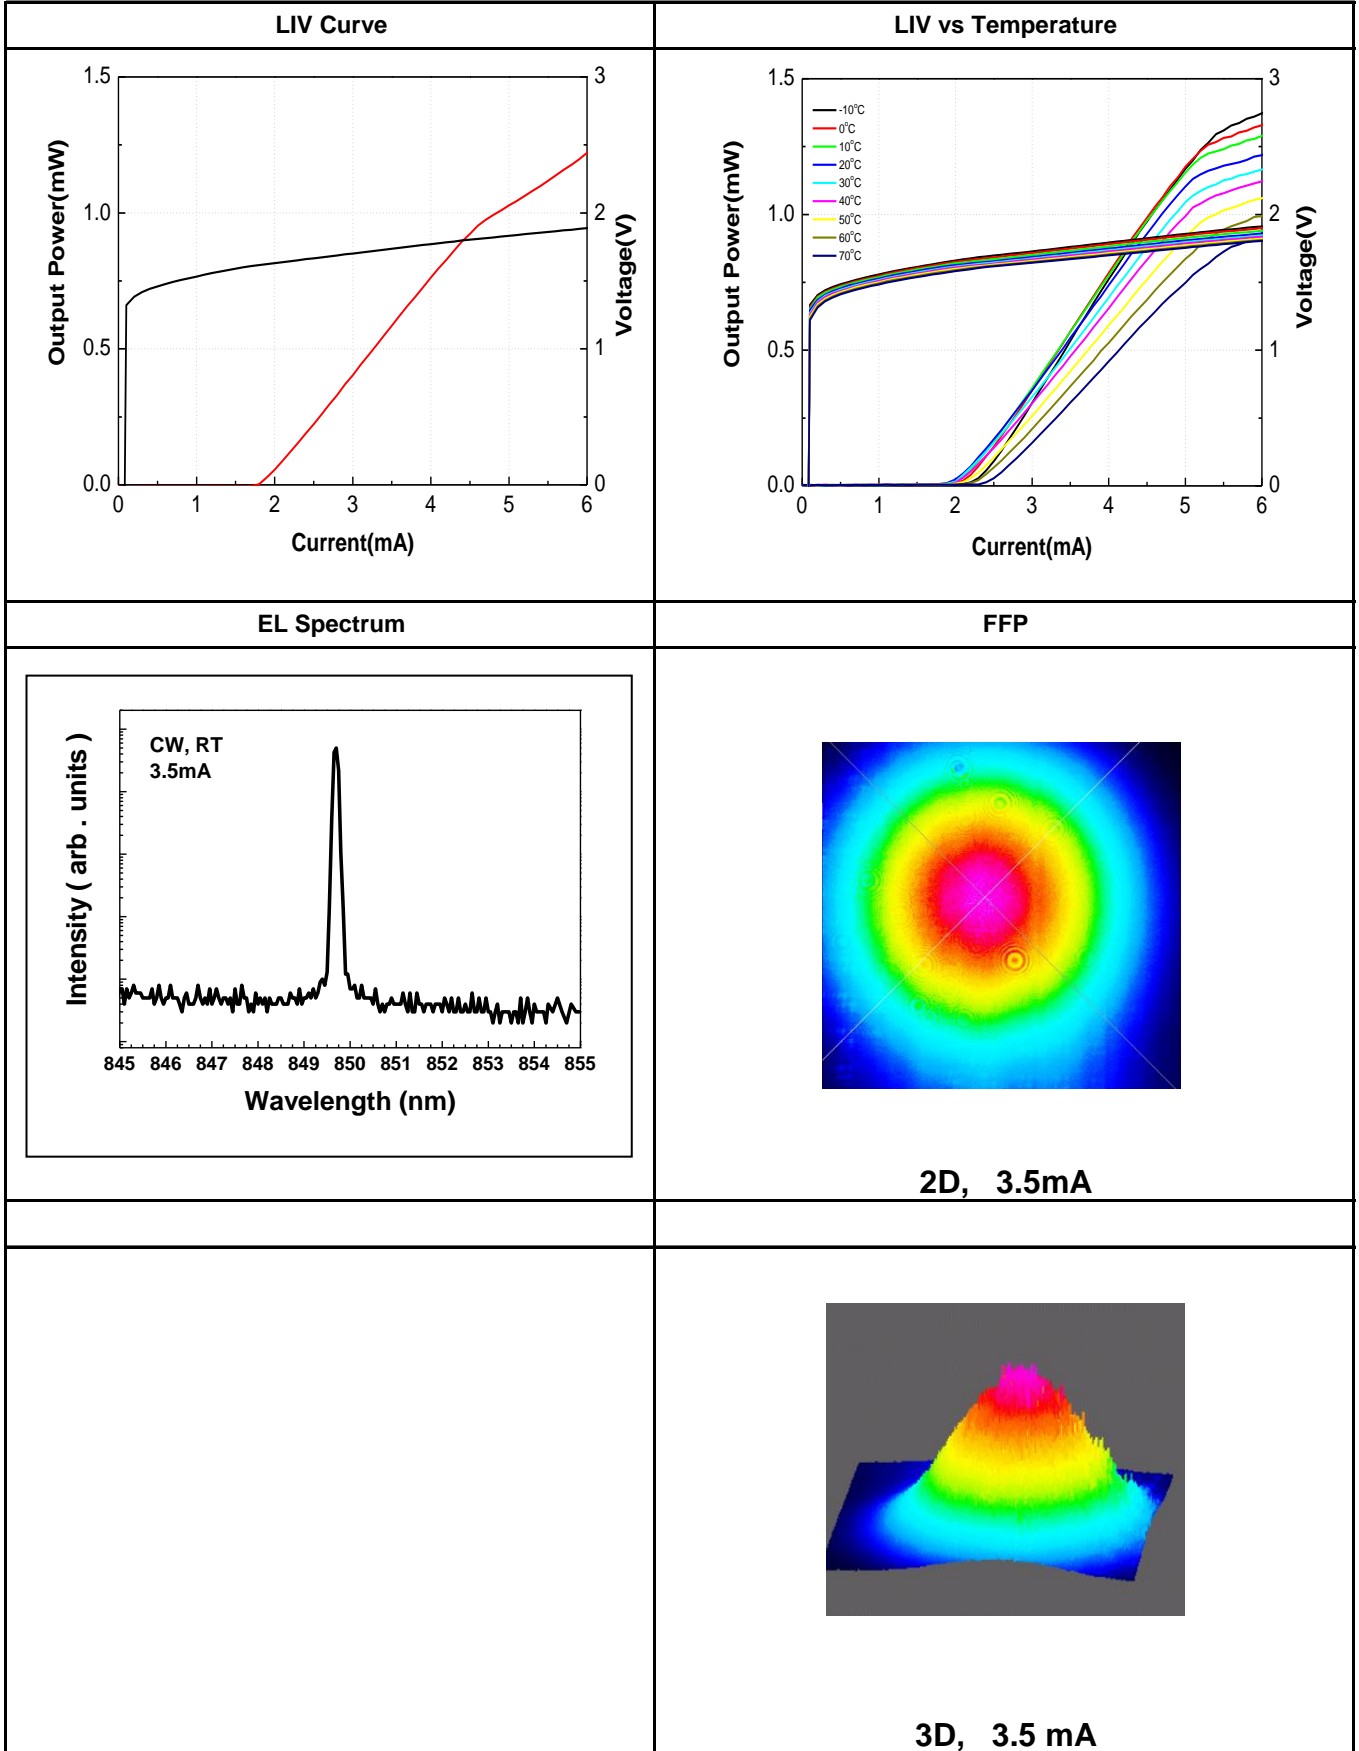 LIV Curve
LIV vs Temperature
1.5
1.0
0.5
0.0
Output Power(mW)
3
2
1
0
Voltage(V)
0 1 2 3 4 5 6
Current(mA)
1.5
1.0
0.5
0.0
Output Power(mW)
-10°C
0°C
10°C
20°C
30°C
40°C
50°C
60°C
70°C
3
2
1
0
Voltage(V)
0 1 2 3 4 5 6
Current(mA)
EL Spectrum
FFP
Intensity ( arb . units )
CW, RT
3.5mA
845 846 847 848 849 850 851 852 853 854 855
Wavelength (nm)
2D, 3.5mA
3D, 3.5 mA